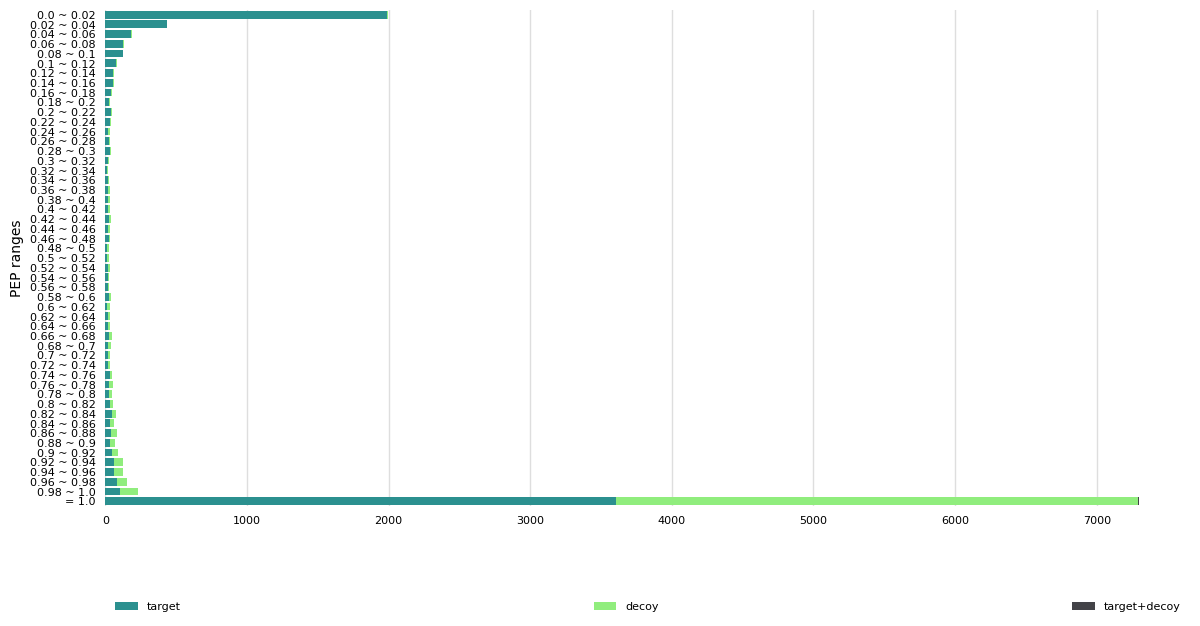 PEP ranges
0.0 ~ 0.02
0.02 ~ 0.04
0.04 ~ 0.06
0.06 ~ 0.08
0.08 ~ 0.1
0.1 ~ 0.12
0.12 ~ 0.14
0.14 ~ 0.16
0.16 ~ 0.18
0.18 ~ 0.2
0.2 ~ 0.22
0.22 ~ 0.24
0.24 ~ 0.26
0.26 ~ 0.28
0.28 ~ 0.3
0.3 ~ 0.32
0.32 ~ 0.34
0.34 ~ 0.36
0.36 ~ 0.38
0.38 ~ 0.4
0.4 ~ 0.42
0.42 ~ 0.44
0.44 ~ 0.46
0.46 ~ 0.48
0.48 ~ 0.5
0.5 ~ 0.52
0.52 ~ 0.54
0.54 ~ 0.56
0.56 ~ 0.58
0.58 ~ 0.6
0.6 ~ 0.62
0.62 ~ 0.64
0.64 ~ 0.66
0.66 ~ 0.68
0.68 ~ 0.7
0.7 ~ 0.72
0.72 ~ 0.74
0.74 ~ 0.76
0.76 ~ 0.78
0.78 ~ 0.8
0.8 ~ 0.82
0.82 ~ 0.84
0.84 ~ 0.86
0.86 ~ 0.88
0.88 ~ 0.9
0.9 ~ 0.92
0.92 ~ 0.94
0.94 ~ 0.96
0.96 ~ 0.98
0.98 ~ 1.0
= 1.0
0 1000 2000 3000 4000 5000 6000 7000
target decoy target+decoy